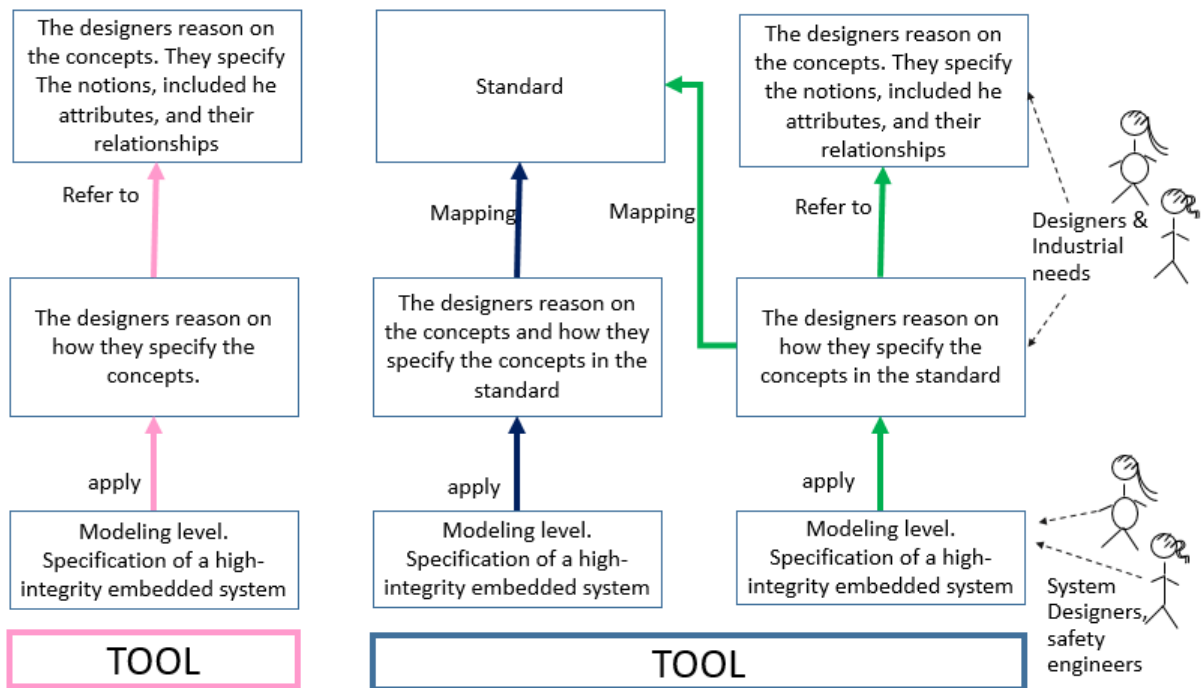 The designers reason on
the concepts. They specify
The notions, included he
attributes, and their
relationships
Refer to
The designers reason on
how they specify the
concepts.
apply
Modeling level.
Specification of a high-
integrity embedded system
TOOL
Standard
Mapping
The designers reason on
the concepts and how they
specify the concepts in the
standard
apply
Modeling level.
Specification of a high-
integrity embedded system
Mapping
The designers reason on
the concepts. They specify
the notions, included he
attributes, and their
relationships
Refer to
The designers reason on
how they specify the
concepts in the standard
apply
Modeling level.
Specification of a high-
integrity embedded system
TOOL
Designers &
Industrial
needs
System
Designers,
safety
engineers